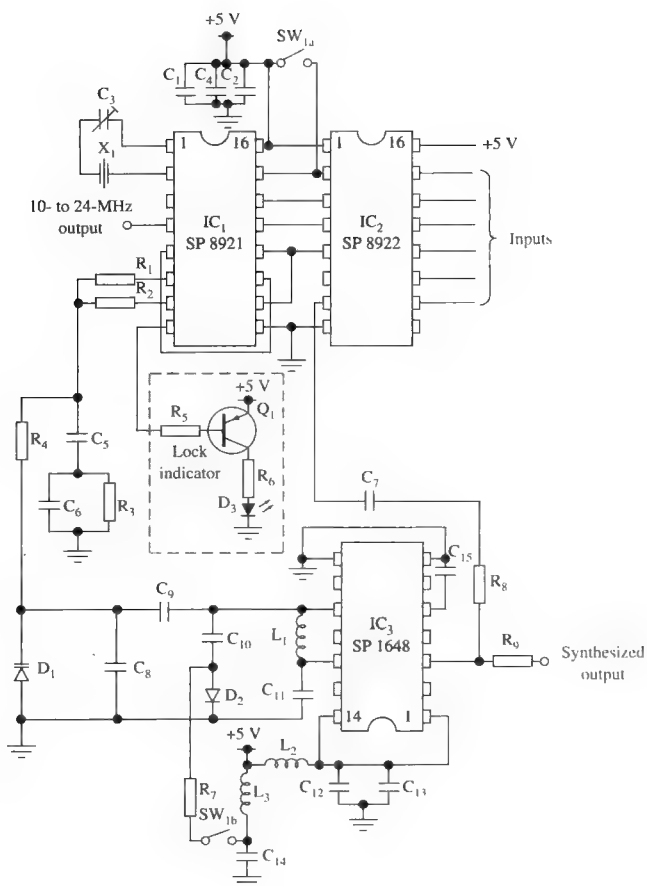 +5 V
SW1a
C1 C4 C2
C3
X1
1 16
1 16
+5 V
10- to 24-MHz
output
IC1
SP 8921
IC2
SP 8922
Inputs
R1
R2
+5 V
Q1
R4
C5
R5
Lock
indicator
R6
C6
R3
D3
C7
C15
R8
C9
IC3
SP 1648
R9
Synthesized
output
C10
L1
D1
C8
D2
C11
+5 V
14 1
L2
R7
L3
C12
C13
SW1b
C14